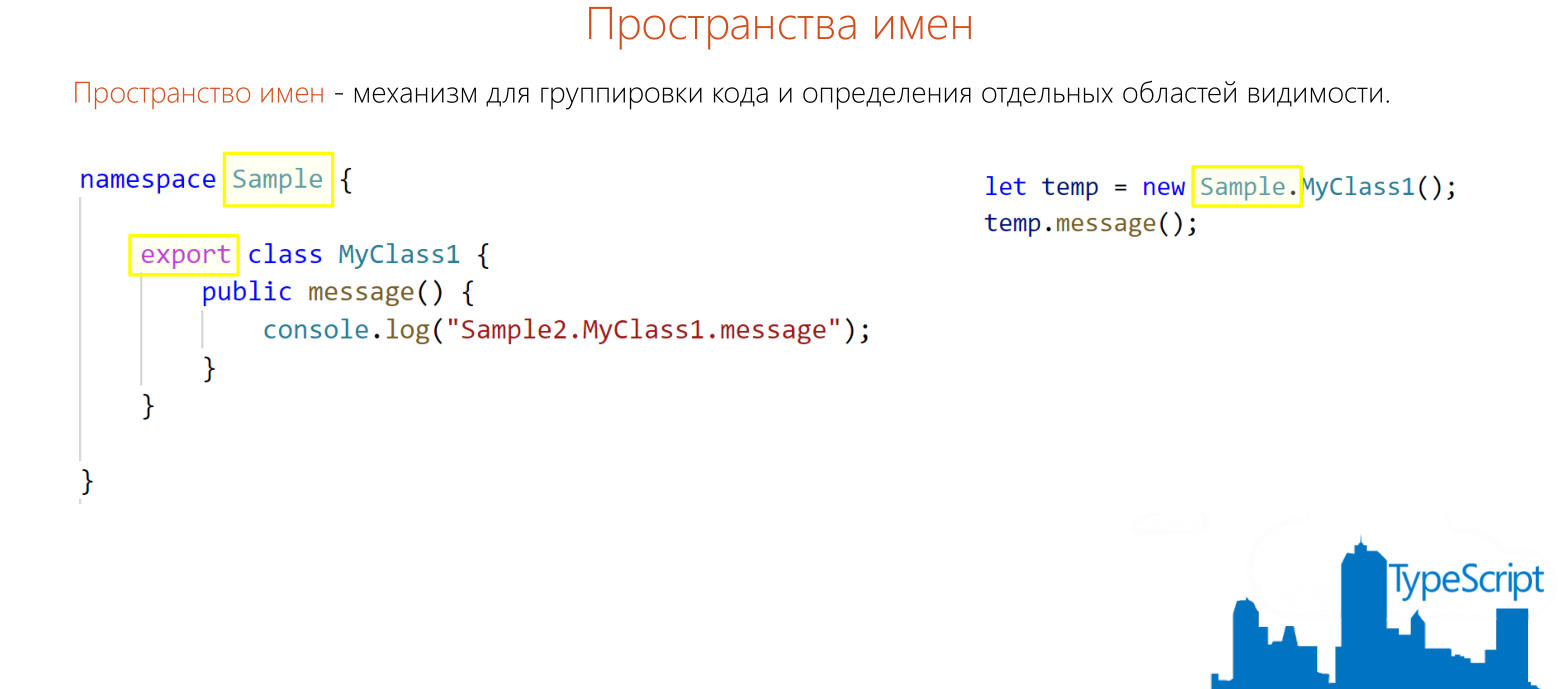 Пространства имен
Пространство имен - механизм для группировки кода и определения отдельных областей видимости.
namespace Sample {
export class MyClass1 {
public message() {
console.log("Sample2.MyClass1.message");
}
}
}
let temp = new Sample.MyClass1();
temp.message();
TypeScript